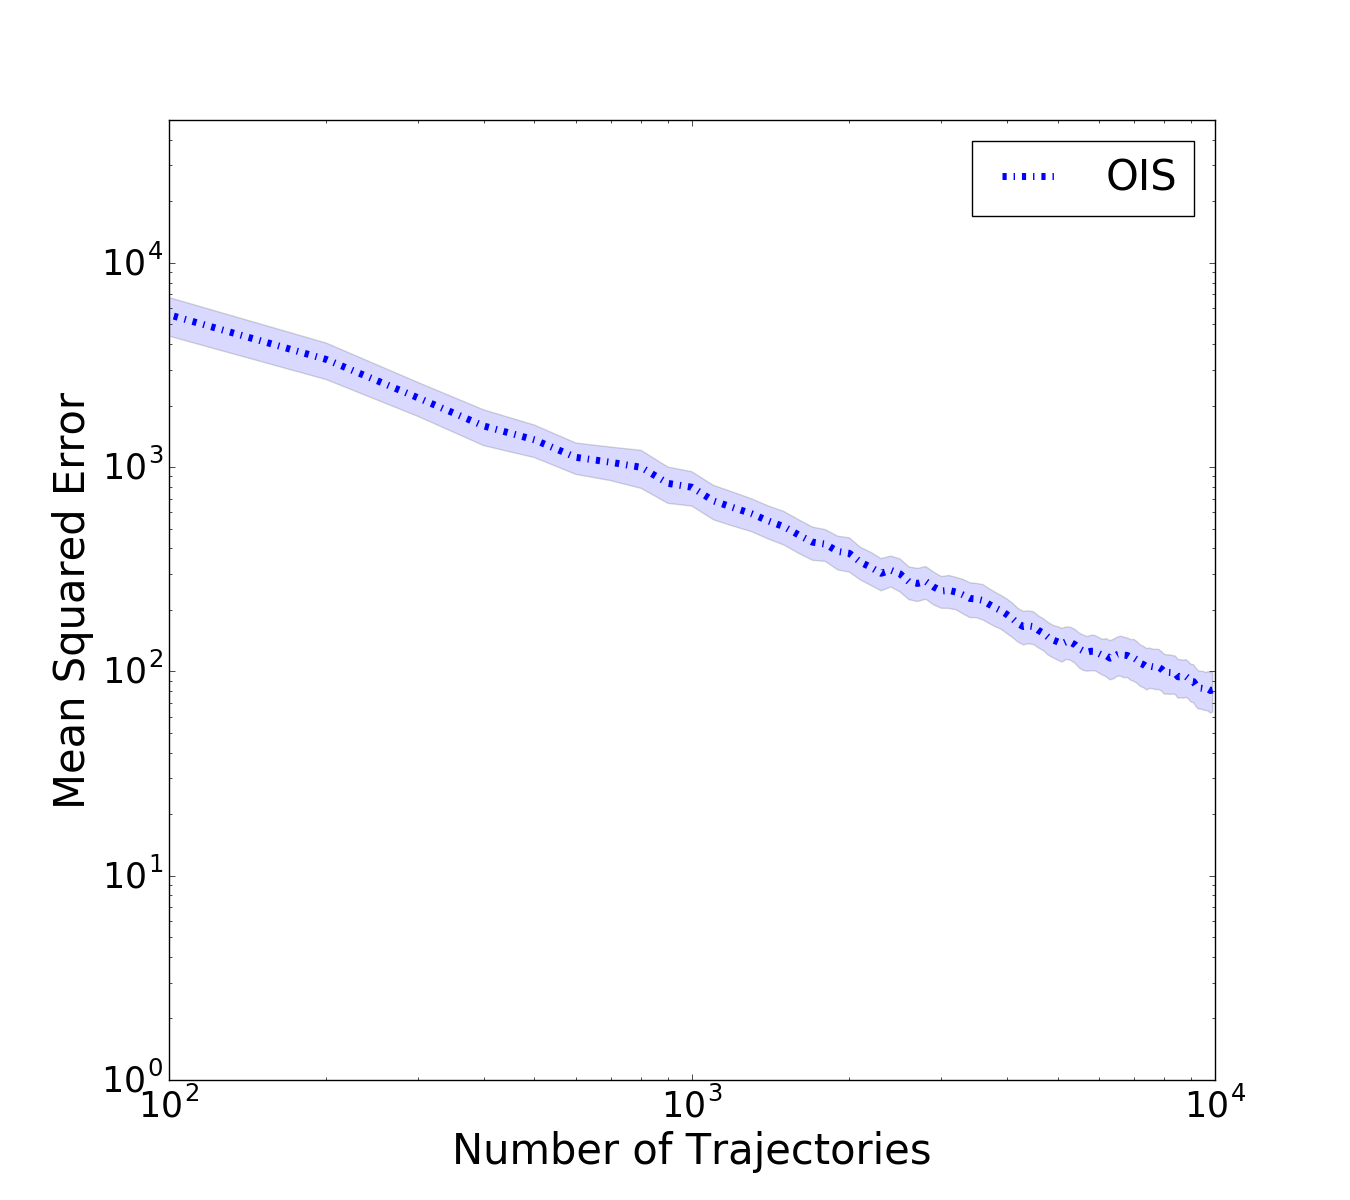 OIS
10^4
10^3
10^2
10^1
10^0
Mean Squared Error
10^2 10^3 10^4
Number of Trajectories